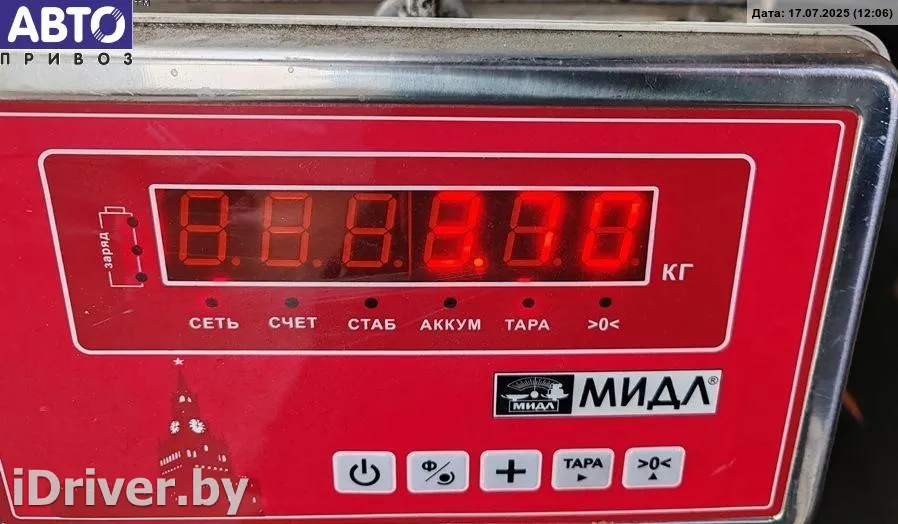 АВТО™
ПРИВОЗ
Дата: 17.07.2025 (12:06)
заряд
КГ
СЕТЬ СЧЕТ СТАБ АККУМ ТАРА >0<
МИДЛ МИДЛ®
Ф/ + ТАРА >0<
iDriver.by